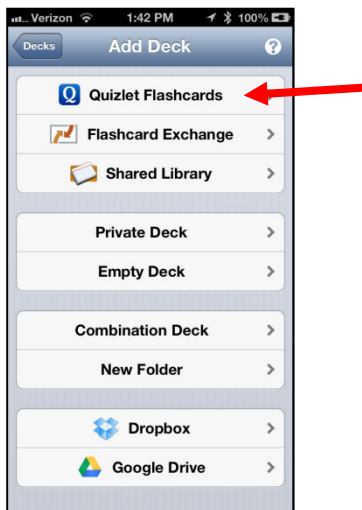 Verizon 1:42 PM 100%
Decks Add Deck ?
Q Quizlet Flashcards
Flashcard Exchange
Shared Library
Private Deck
Empty Deck
Combination Deck
New Folder
Dropbox
Google Drive